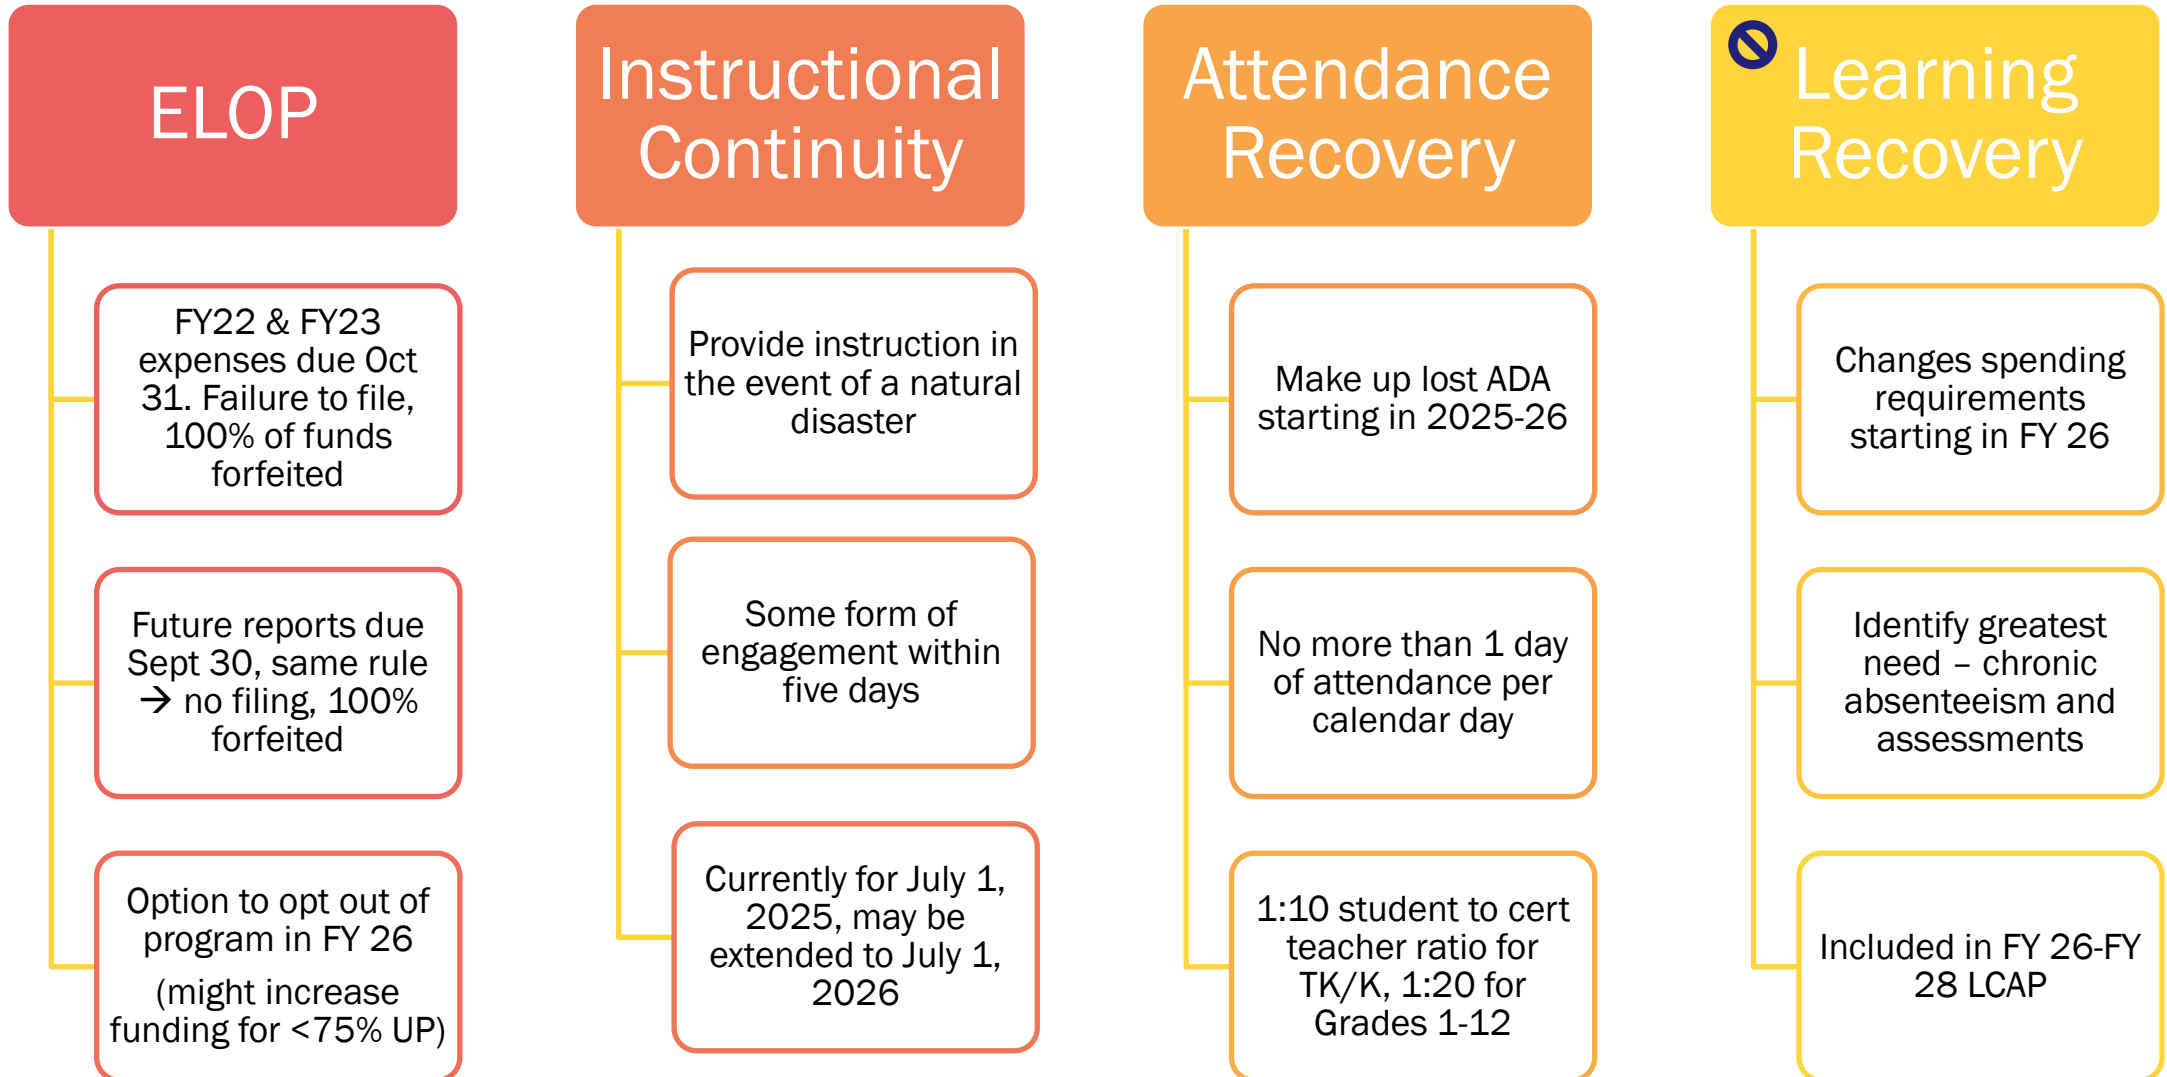 ELOP
FY22 & FY23
expenses due Oct
31. Failure to file,
100% of funds
forfeited
Future reports due
Sept 30, same rule
→ no filing, 100%
forfeited
Option to opt out of
program in FY 26
(might increase
funding for <75% UP)
Instructional
Continuity
Provide instruction in
the event of a natural
disaster
Some form of
engagement within
five days
Currently for July 1,
2025, may be
extended to July 1,
2026
Attendance
Recovery
Make up lost ADA
starting in 2025-26
No more than 1 day
of attendance per
calendar day
1:10 student to cert
teacher ratio for
TK/K, 1:20 for
Grades 1-12
Learning
Recovery
Changes spending
requirements
starting in FY 26
Identify greatest
need – chronic
absenteeism and
assessments
Included in FY 26-FY
28 LCAP